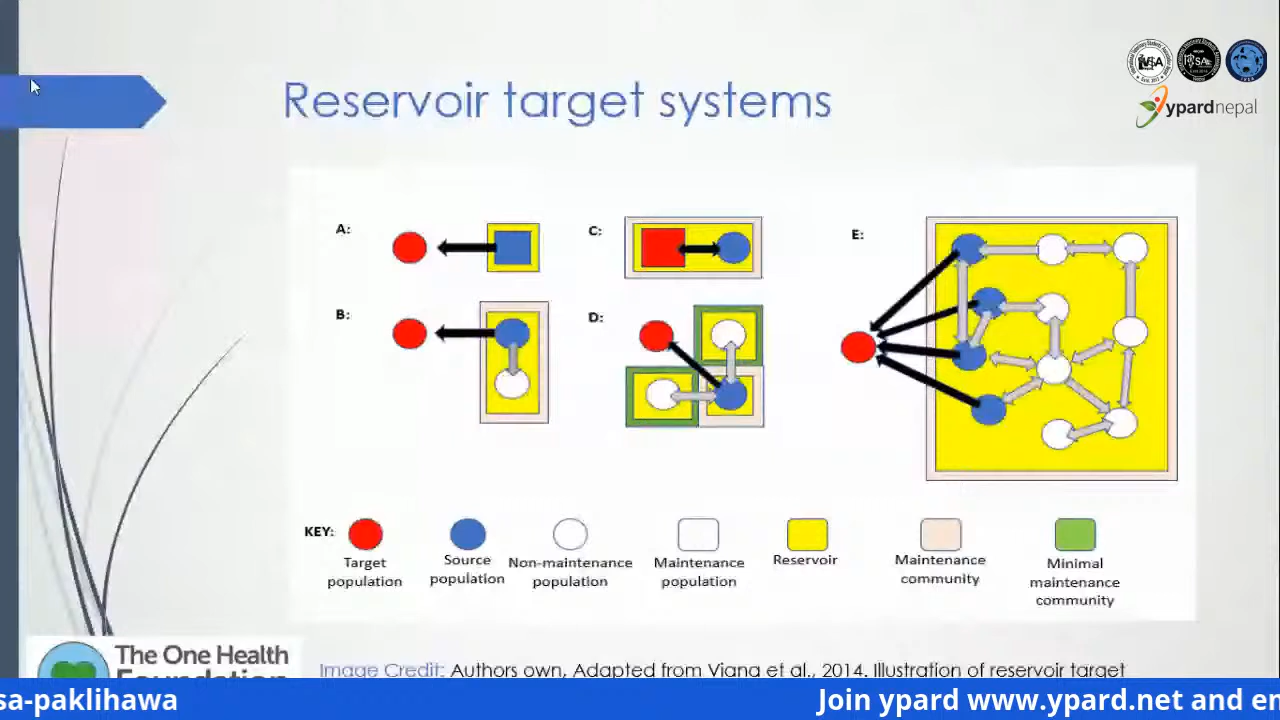 Reservoir target systems
ypardnepal
A:
B:
C:
D:
E:
KEY:
Target
population
Source
population
Non-maintenance
population
Maintenance
population
Reservoir
Maintenance
community
Minimal
maintenance
community
The One Health
Foundation
Image Credit: Authors own, Adapted from Viana et al., 2014. Illustration of reservoir target
sa-paklihawa
Join ypard www.ypard.net and en